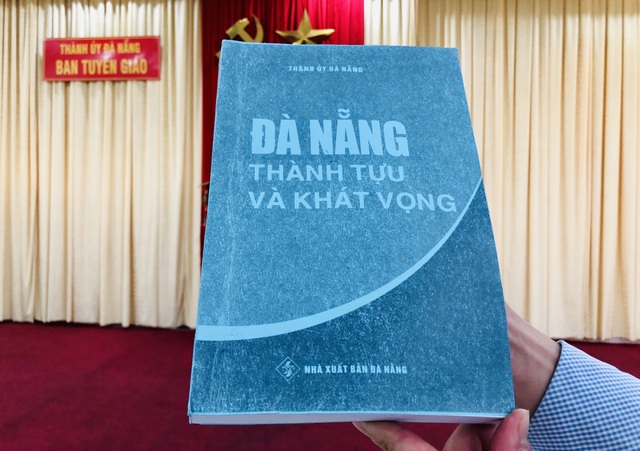 THÀNH ỦY ĐÀ NẴNG
BAN TUYÊN GIÁO
THÀNH ỦY ĐÀ NẴNG
ĐÀ NẴNG
THÀNH TỰU
VÀ KHÁT VỌNG
NHÀ XUẤT BẢN ĐÀ NẴNG